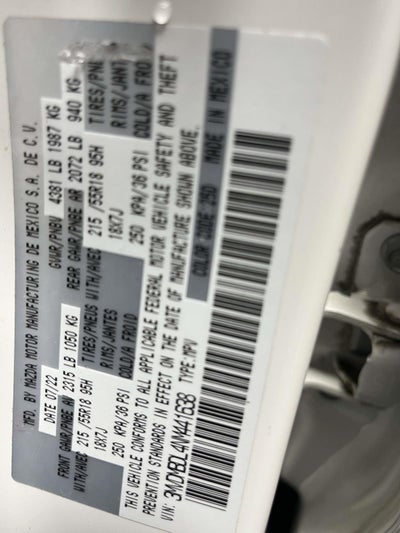 MFD. BY MAZDA MOTOR MANUFACTURING DE MEXICO S.A. DE C.V.
DATE 07/22 GVWR/PNBV 4381 LB 1987 KG
FRONT GAWR/PNBE AV 2315 LB 1050 KG REAR GAWR/PNBE AR 2072 LB 940 KG
WITH/AVEC 215 /55R18 95H TIRES/PNEUS WITH/AVEC 215 /55R18 95H TIRES/PNE
18X7J RIMS/JANTES 18X7J RIMS/JANT
250 KPA/36 PSI COLD/A FROID 250 KPA/36 PSI COLD/A FROI
THIS VEHICLE CONFORMS TO ALL APPLICABLE FEDERAL MOTOR VEHICLE SAFETY AND THEFT
PREVENTION STANDARDS IN EFFECT ON THE DATE OF MANUFACTURE SHOWN ABOVE.
VIN: 3MVDMBDL4NM441638 TYPE: MPV
COLOR CODE 25D MADE IN MEXICO